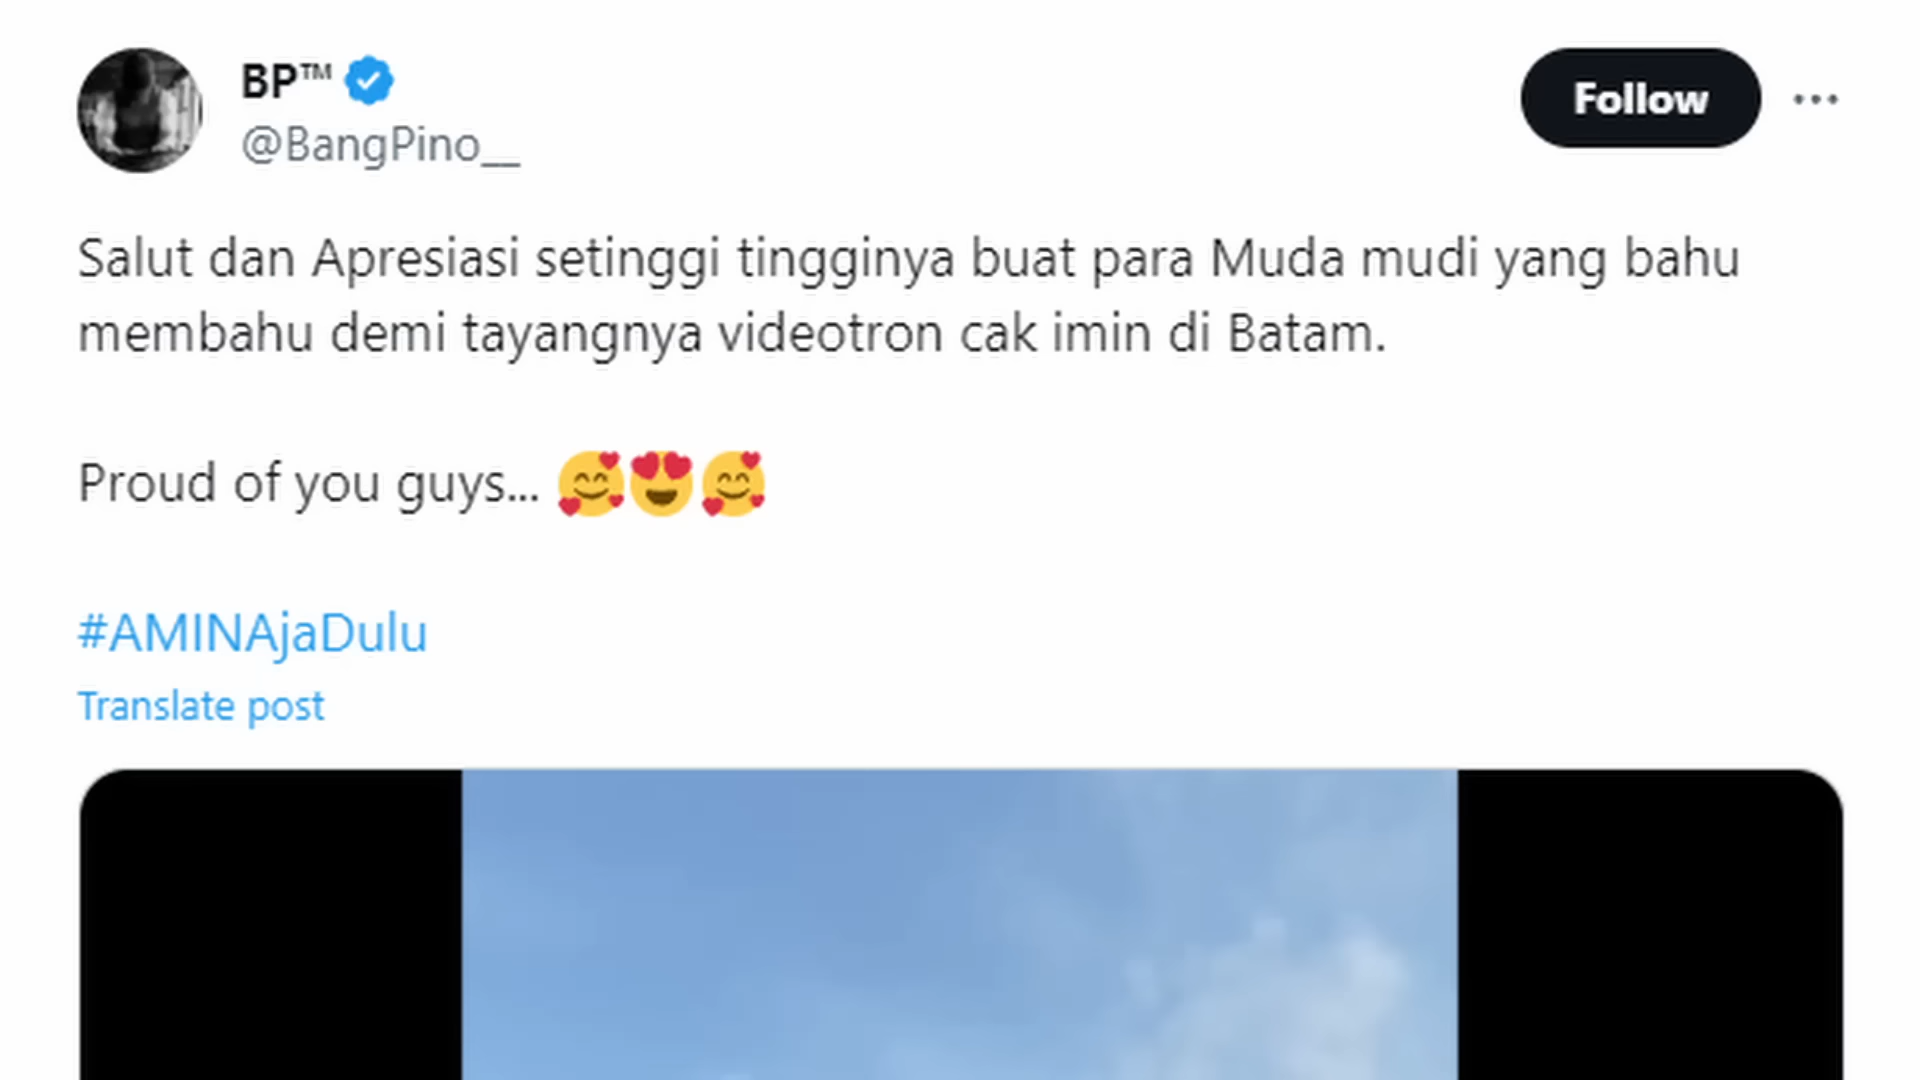 BP™
@BangPino__
Follow
Salut dan Apresiasi setinggi tingginya buat para Muda mudi yang bahu
membahu demi tayangnya videotron cak imin di Batam.
Proud of you guys... 🥰😍🥰
#AMINAjaDulu
Translate post